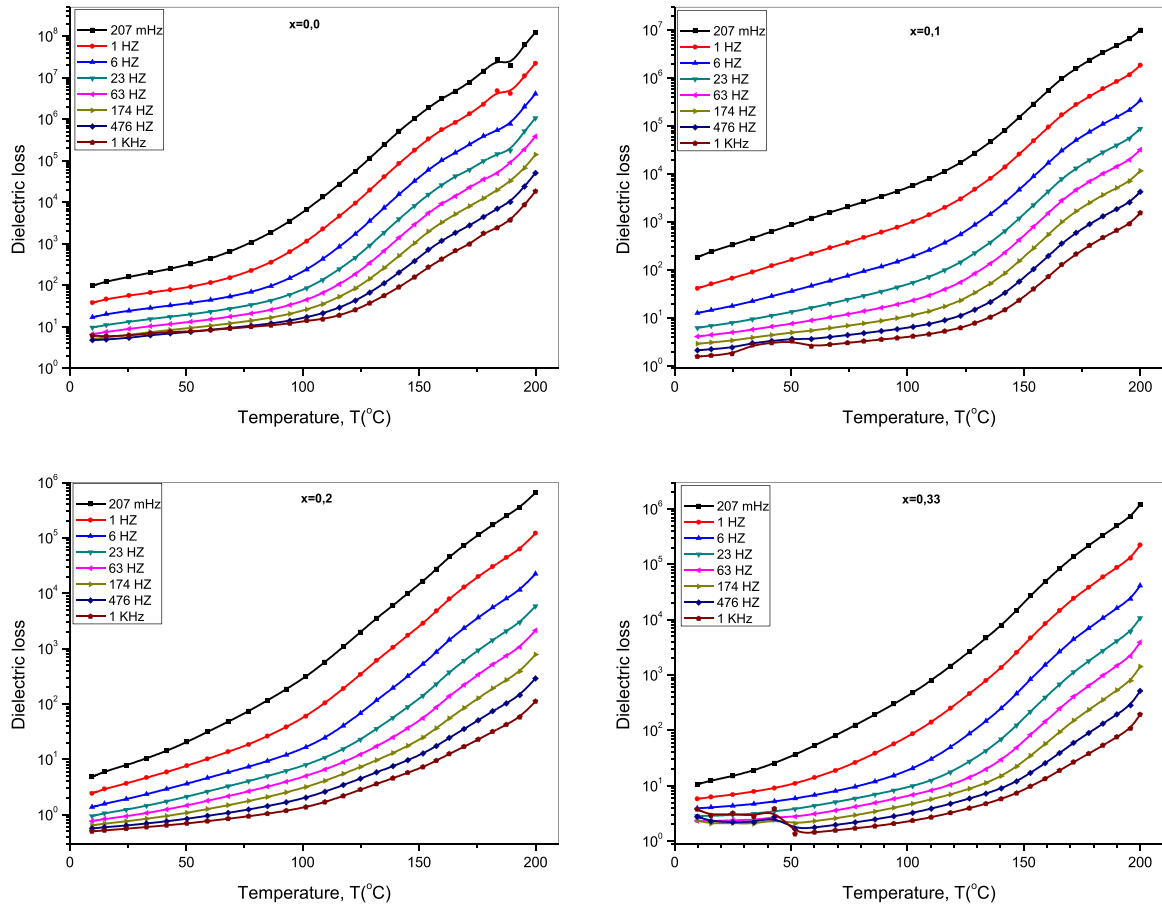 x=0,0
207 mHz
1 HZ
6 HZ
23 HZ
63 HZ
174 HZ
476 HZ
1 KHz
10^8
10^7
10^6
10^5
10^4
10^3
10^2
10^1
10^0
Dielectric loss
0 50 100 150 200
Temperature, T(°C)
x=0,1
207 mHz
1 HZ
6 HZ
23 HZ
63 HZ
174 HZ
476 HZ
1 KHz
10^7
10^6
10^5
10^4
10^3
10^2
10^1
10^0
Dielectric loss
0 50 100 150 200
Temperature, T(°C)
x=0,2
207 mHz
1 HZ
6 HZ
23 HZ
63 HZ
174 HZ
476 HZ
1 KHz
10^6
10^5
10^4
10^3
10^2
10^1
10^0
Dielectric loss
0 50 100 150 200
Temperature, T(°C)
x=0,33
207 mHz
1 HZ
6 HZ
23 HZ
63 HZ
174 HZ
476 HZ
1 KHz
10^6
10^5
10^4
10^3
10^2
10^1
10^0
Dielectric loss
0 50 100 150 200
Temperature, T(°C)